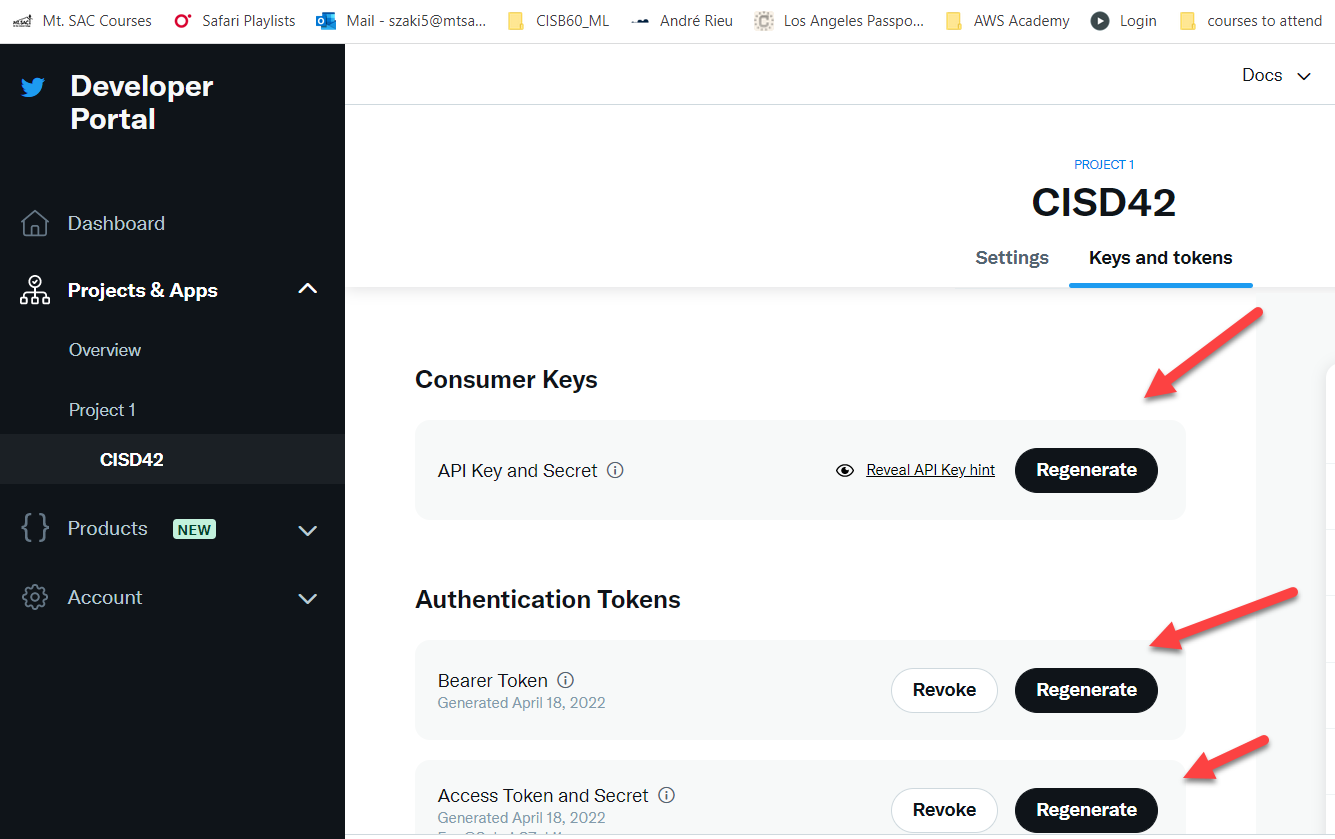 Mt. SAC Courses
Safari Playlists
Mail - szaki5@mtsa...
CISB60_ML
André Rieu
Los Angeles Passpo...
AWS Academy
Login
courses to attend
Developer
Portal
Docs
PROJECT 1
CISD42
Settings
Keys and tokens
Dashboard
Projects & Apps
Overview
Project 1
CISD42
Products NEW
Account
Consumer Keys
API Key and Secret
Reveal API Key hint
Regenerate
Authentication Tokens
Bearer Token
Generated April 18, 2022
Revoke
Regenerate
Access Token and Secret
Generated April 18, 2022
Revoke
Regenerate